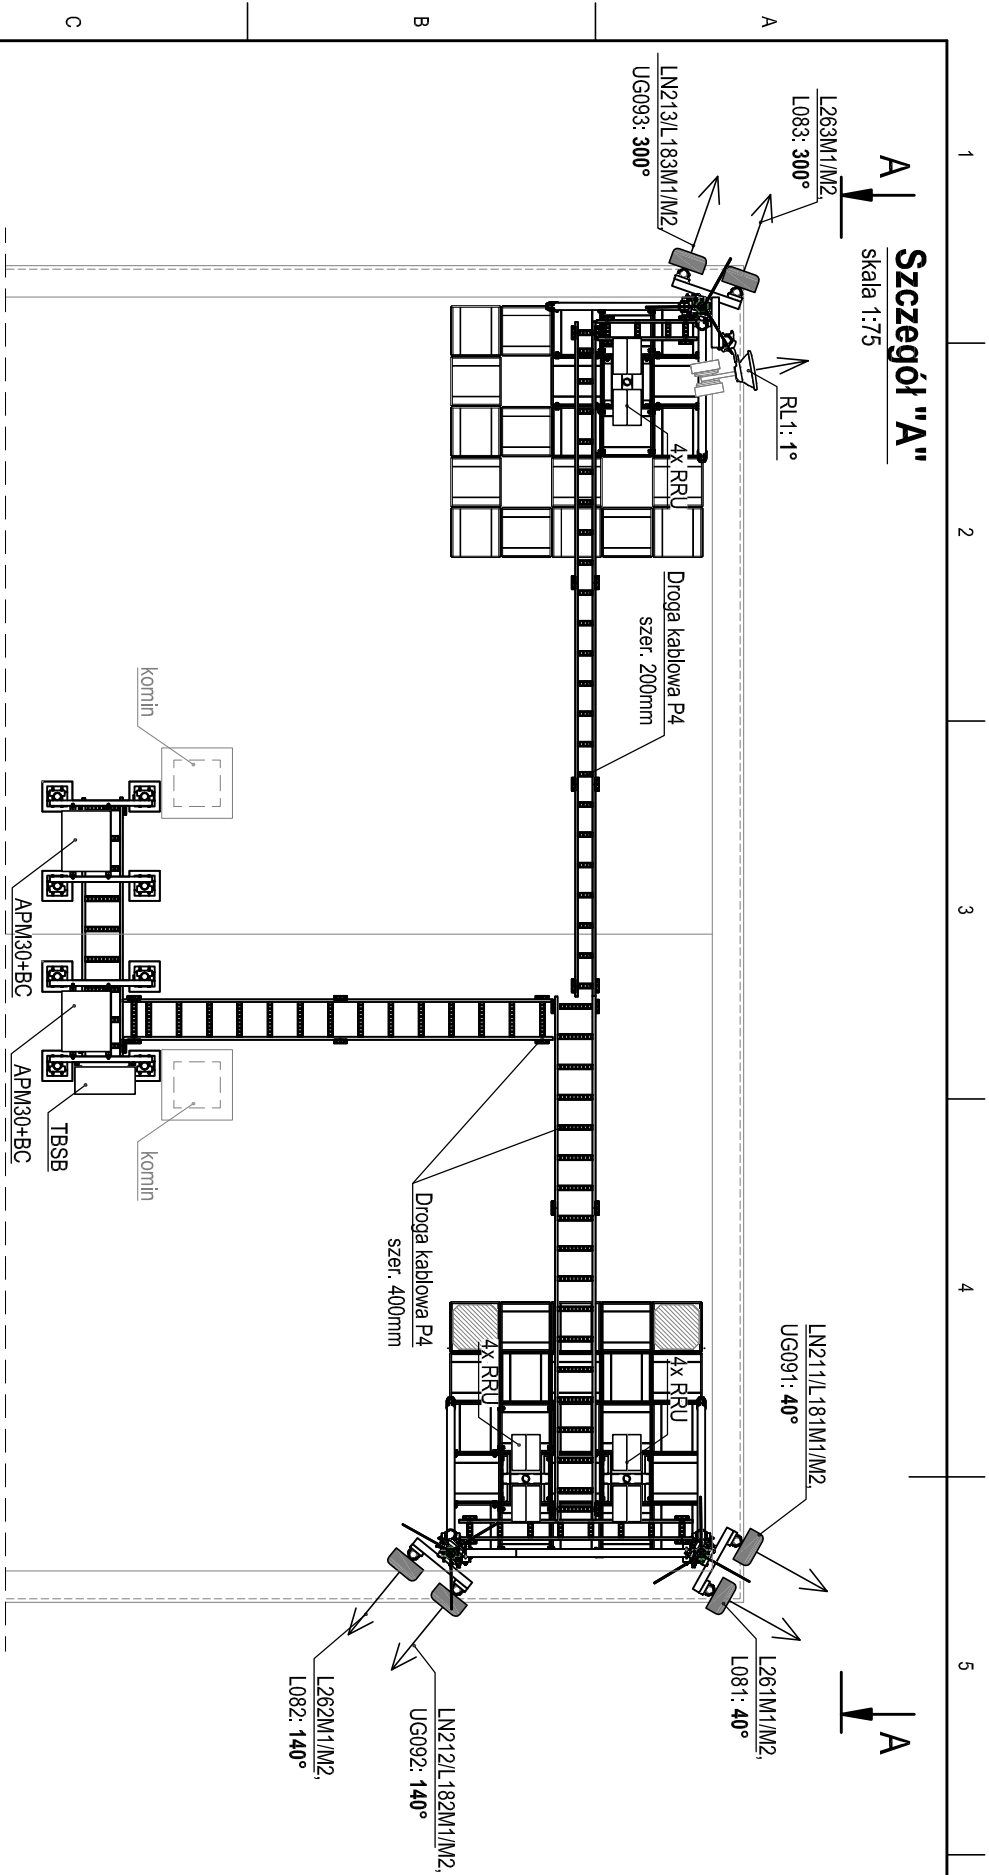 1
2
3
4
5
A
B
C
Szczegół "A"
skala 1:75
A
A
L263M1/M2,
L083: 300°
LN213/L183M1/M2,
UG093: 300°
RL1: 1°
4x RRU
Droga kablowa P4
szer. 200mm
LN211/L181M1/M2,
UG091: 40°
L261M1/M2,
L081: 40°
4x RRU
4x RRU
Droga kablowa P4
szer. 400mm
LN212/L182M1/M2,
UG092: 140°
L262M1/M2,
L082: 140°
komin
komin
APM30+BC
APM30+BC
TBSB